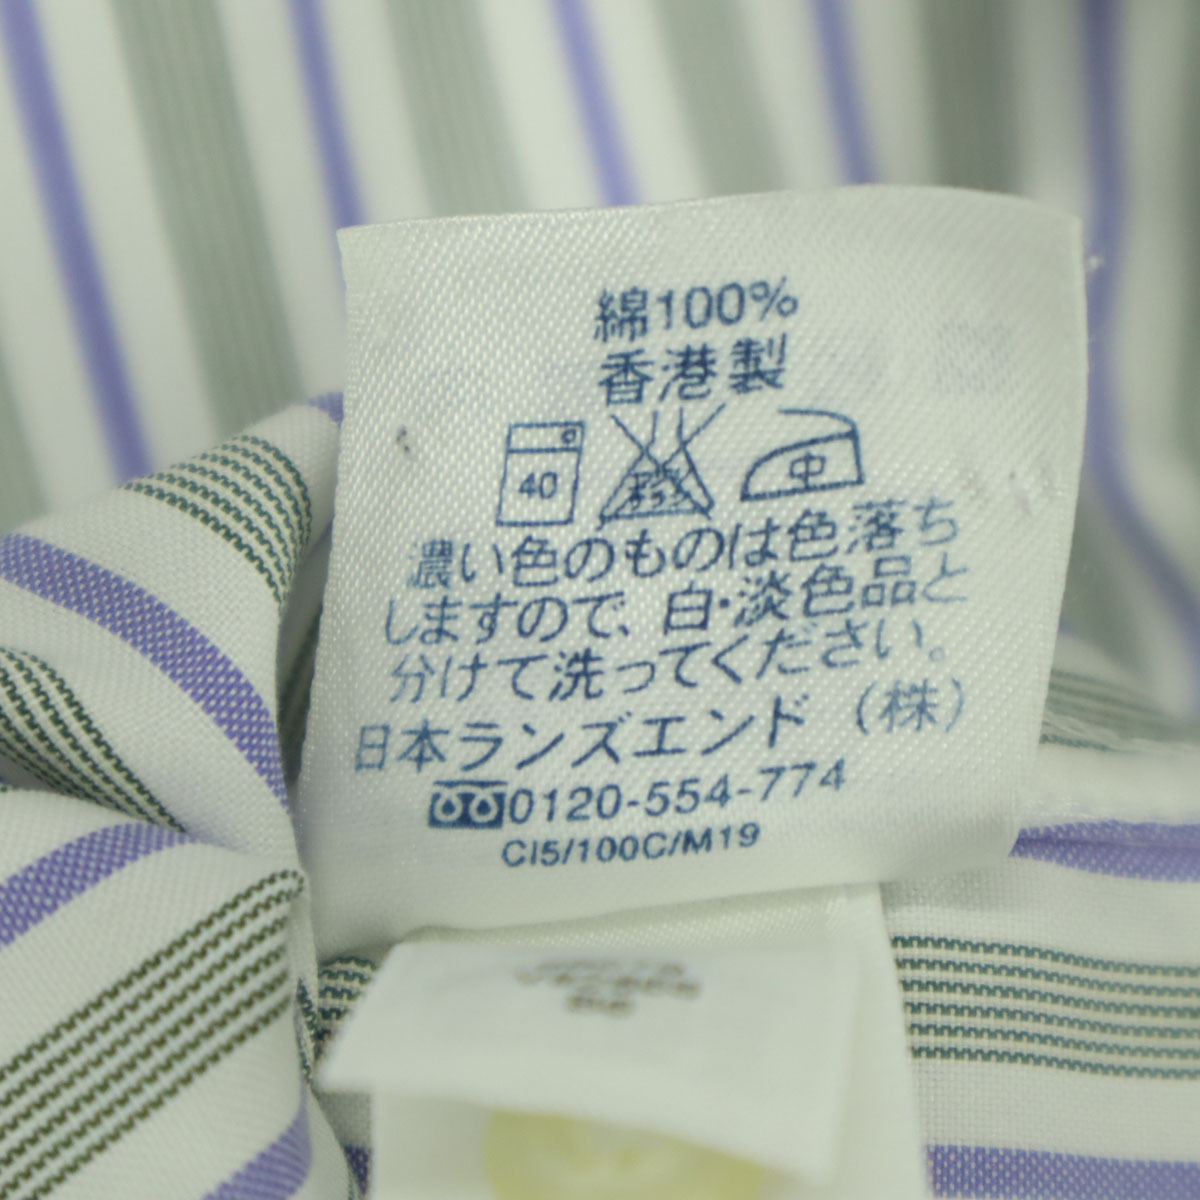 綿100%
香港製
40 中
濃い色のものは色落ち
しますので、白・淡色品と
分けて洗ってください。
日本ランズエンド（株）
0120-554-774
CI5/100C/M19